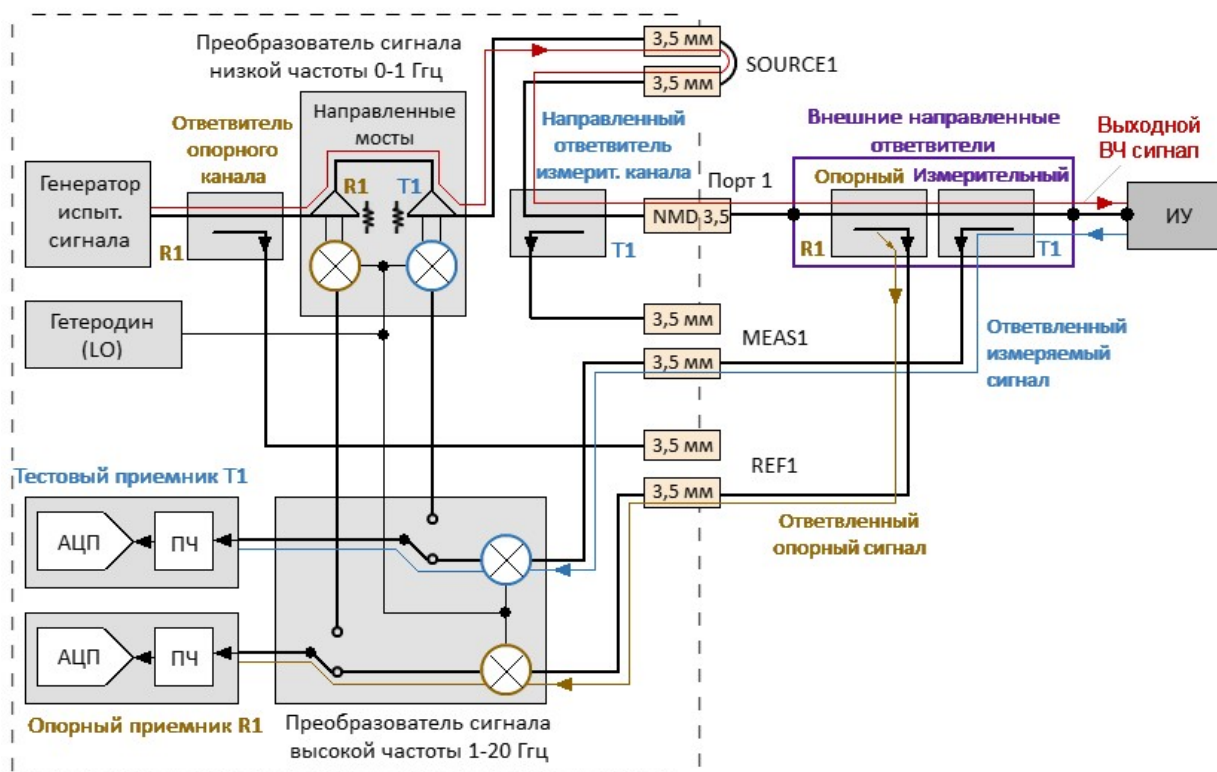 Преобразователь сигнала
низкой частоты 0-1 Ггц
3,5 мм
3,5 мм
SOURCE1
Ответвитель
опорного
канала
Направленные
мосты
R1
T1
Направленный
ответвитель
измерит. канала
Внешние направленные
ответвители
Выходной
ВЧ сигнал
Генератор
испыт.
сигнала
R1
Порт 1
NMD 3,5
T1
Опорный
Измерительный
R1
T1
ИУ
Гетеродин
(LO)
3,5 мм
MEAS1
3,5 мм
Ответвленный
измеряемый
сигнал
3,5 мм
REF1
3,5 мм
Ответвленный
опорный сигнал
Тестовый приемник T1
АЦП
ПЧ
АЦП
ПЧ
Опорный приемник R1
Преобразователь сигнала
высокой частоты 1-20 Ггц